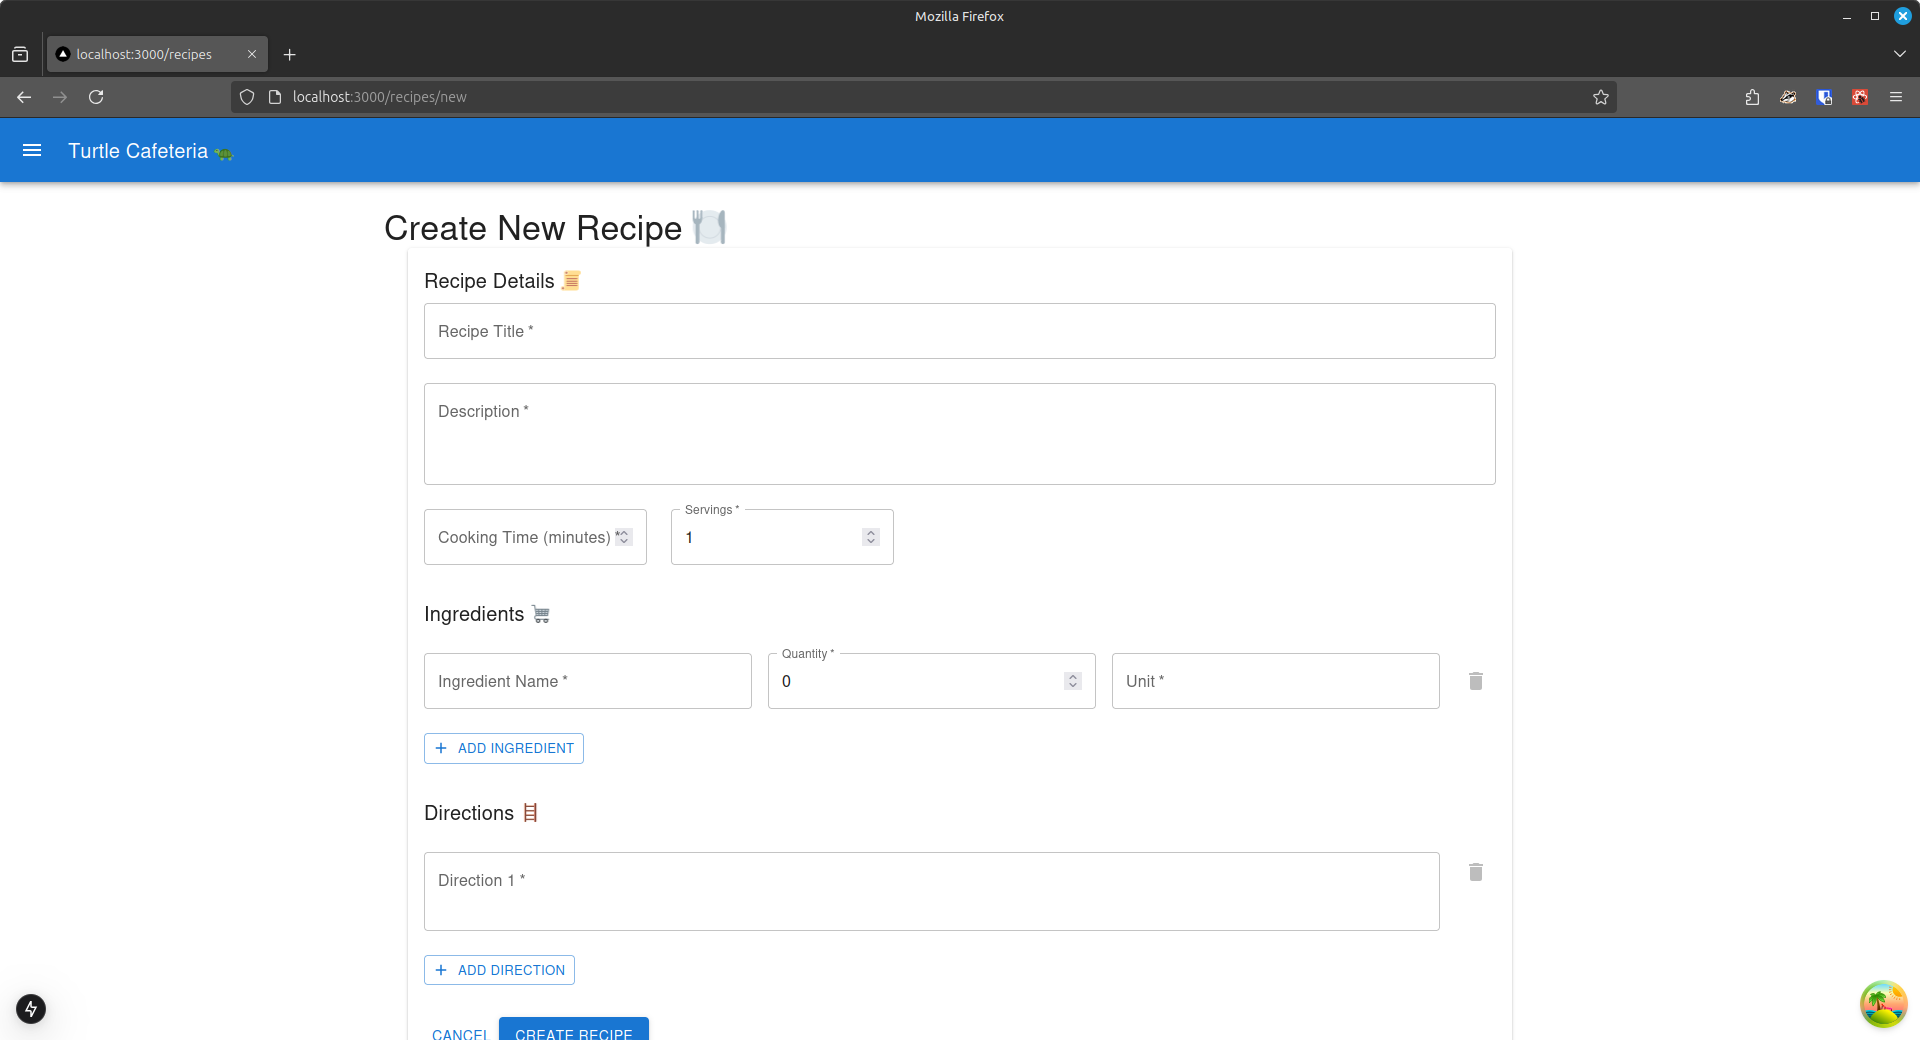 Mozilla Firefox
localhost:3000/recipes
localhost:3000/recipes/new
Turtle Cafeteria 🐢
Create New Recipe 🍽️
Recipe Details 📜
Recipe Title *
Description *
Servings *
Cooking Time (minutes) *
1
Ingredients 🛒
Quantity *
Ingredient Name *
0
Unit *
ADD INGREDIENT
Directions 🪜
Direction 1 *
ADD DIRECTION
CANCEL
CREATE RECIPE